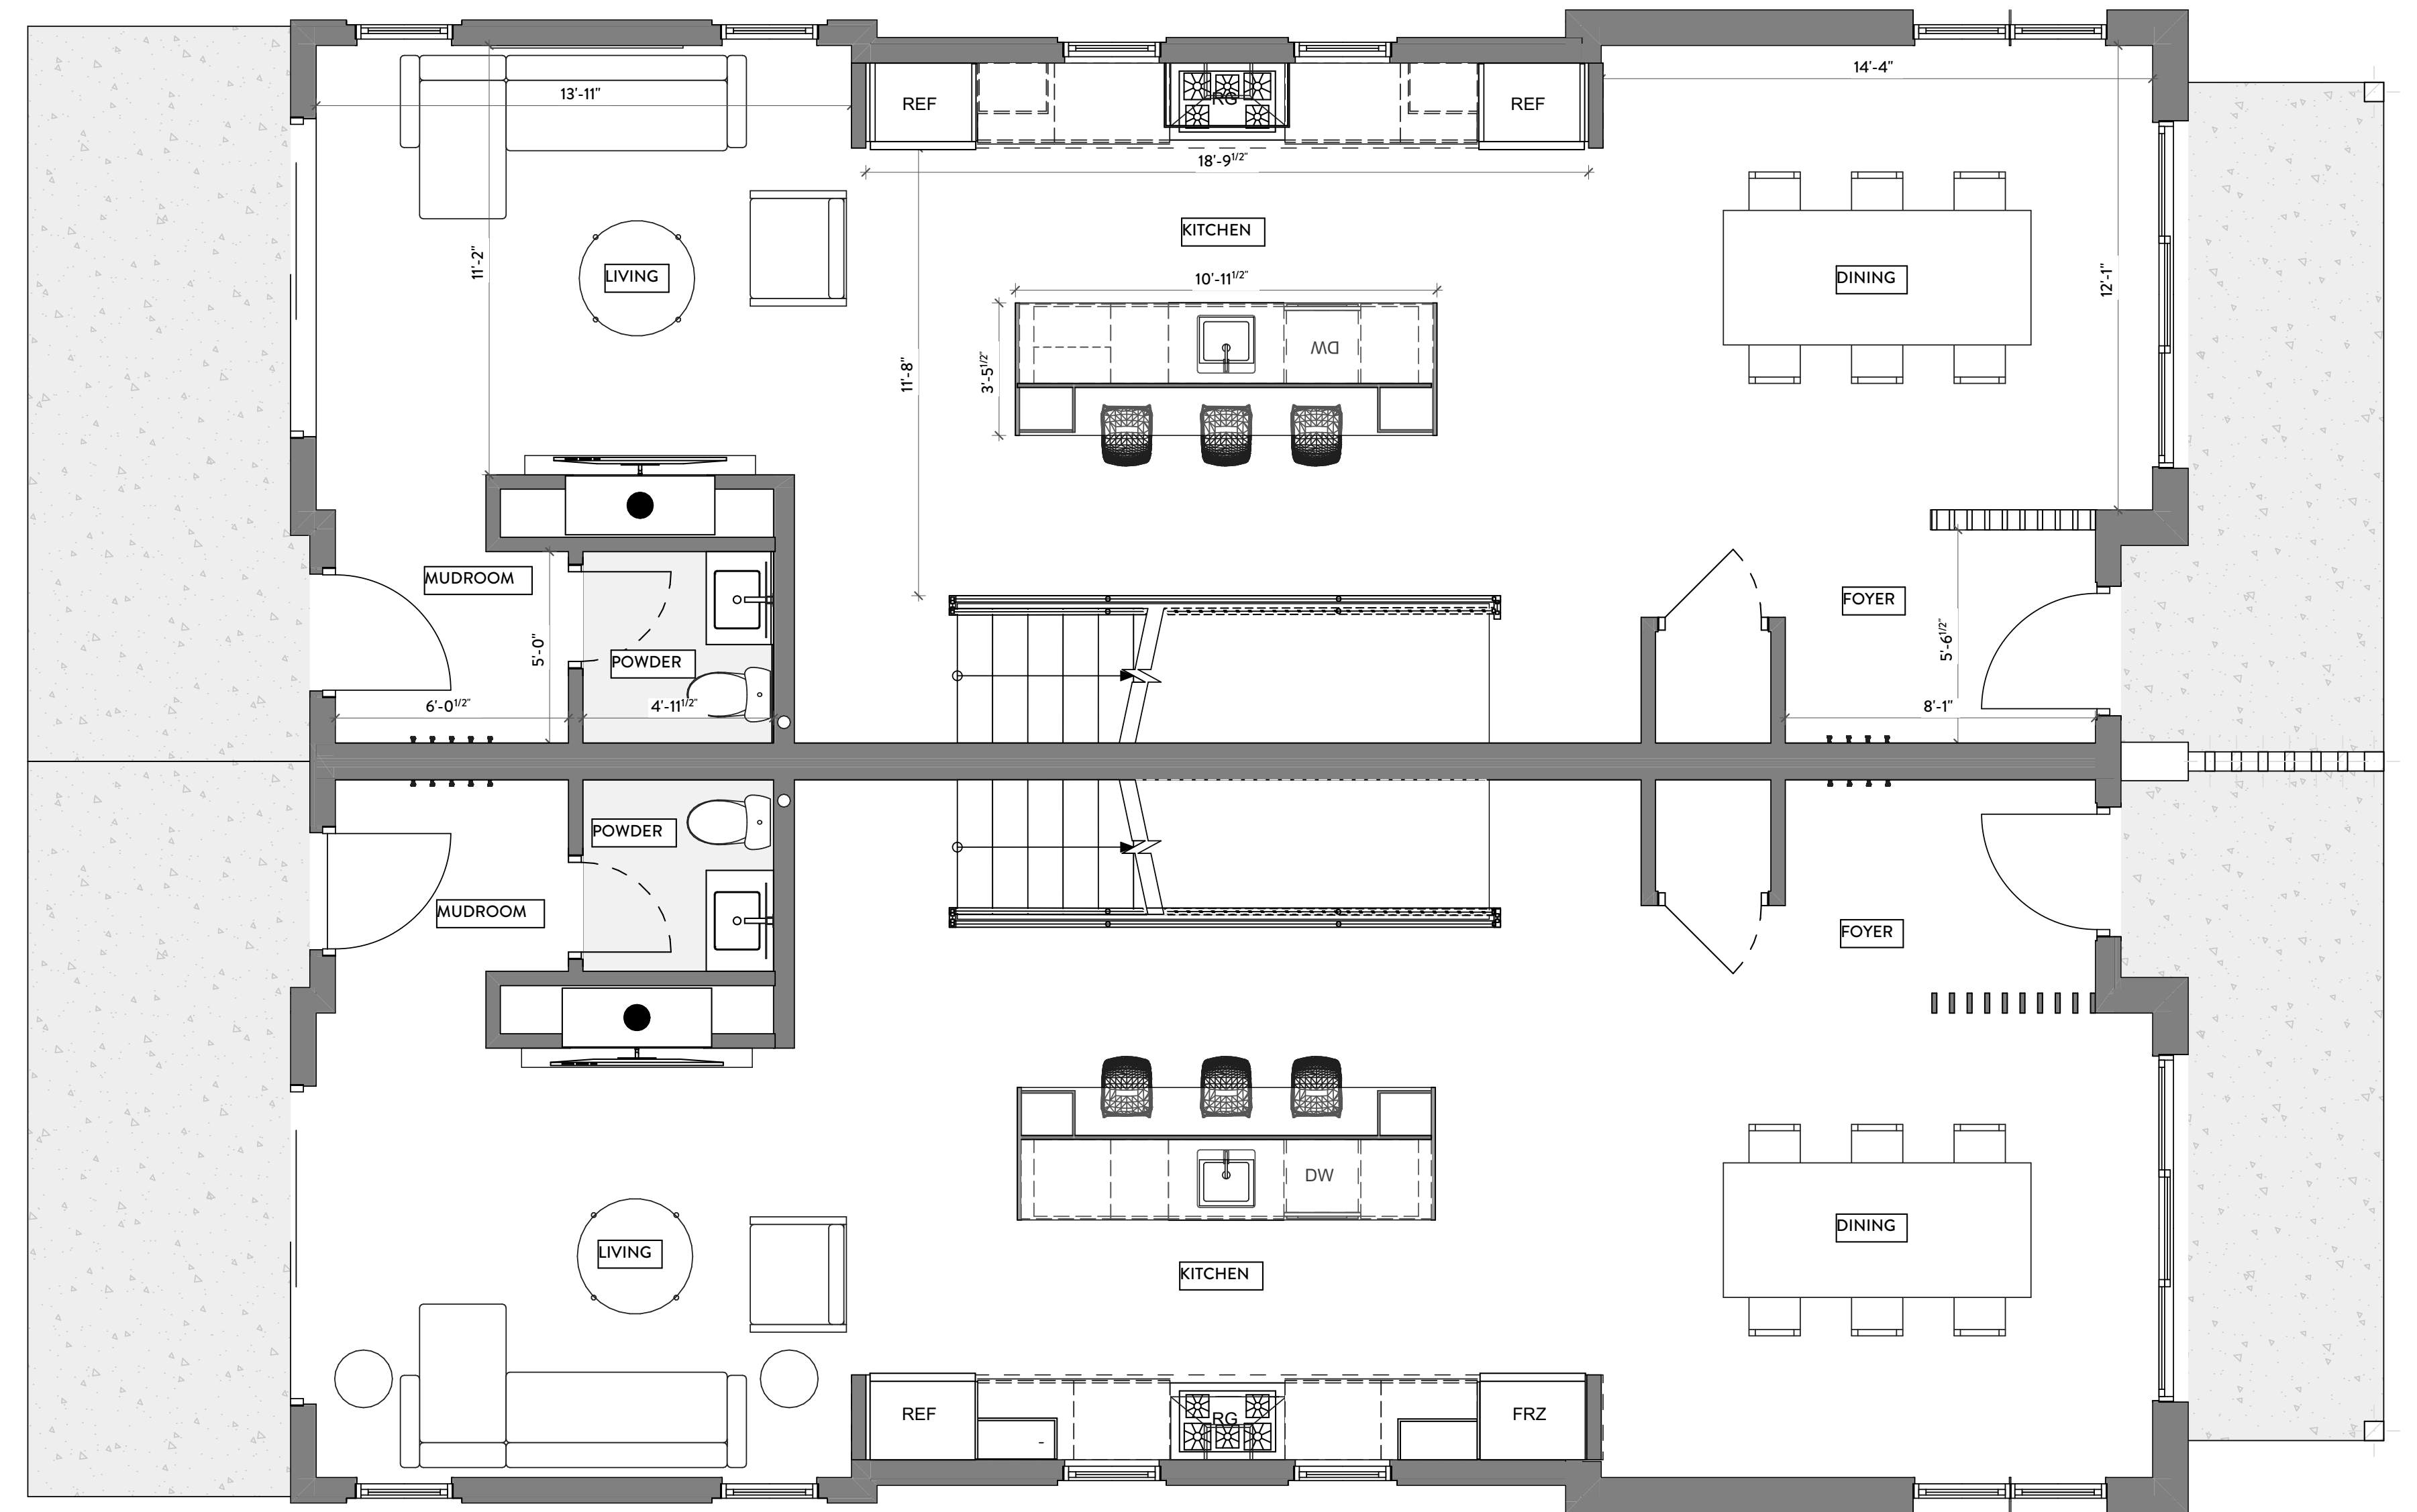 14'-4"
13'-11"
REF
RG
REF
18'-9 1/2"
KITCHEN
11'-2"
LIVING
10'-11 1/2"
DINING
12'-1"
DW
3'-5 1/2"
11'-8"
MUDROOM
FOYER
5'-0"
POWDER
5'-6 1/2"
6'-0 1/2"
4'-11 1/2"
8'-1"
POWDER
MUDROOM
FOYER
DW
DINING
LIVING
KITCHEN
REF
RG
FRZ